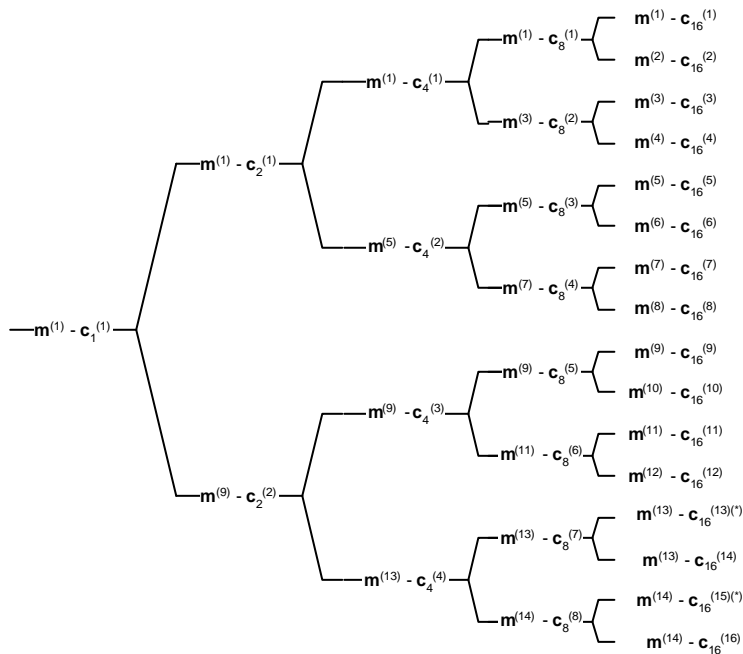 m(1) - c1(1)
m(1) - c2(1)
m(9) - c2(2)
m(1) - c4(1)
m(5) - c4(2)
m(9) - c4(3)
m(13) - c4(4)
m(1) - c8(1)
m(3) - c8(2)
m(5) - c8(3)
m(7) - c8(4)
m(9) - c8(5)
m(11) - c8(6)
m(13) - c8(7)
m(14) - c8(8)
m(1) - c16(1)
m(2) - c16(2)
m(3) - c16(3)
m(4) - c16(4)
m(5) - c16(5)
m(6) - c16(6)
m(7) - c16(7)
m(8) - c16(8)
m(9) - c16(9)
m(10) - c16(10)
m(11) - c16(11)
m(12) - c16(12)
m(13) - c16(13)(*)
m(13) - c16(14)
m(14) - c16(15)(*)
m(14) - c16(16)